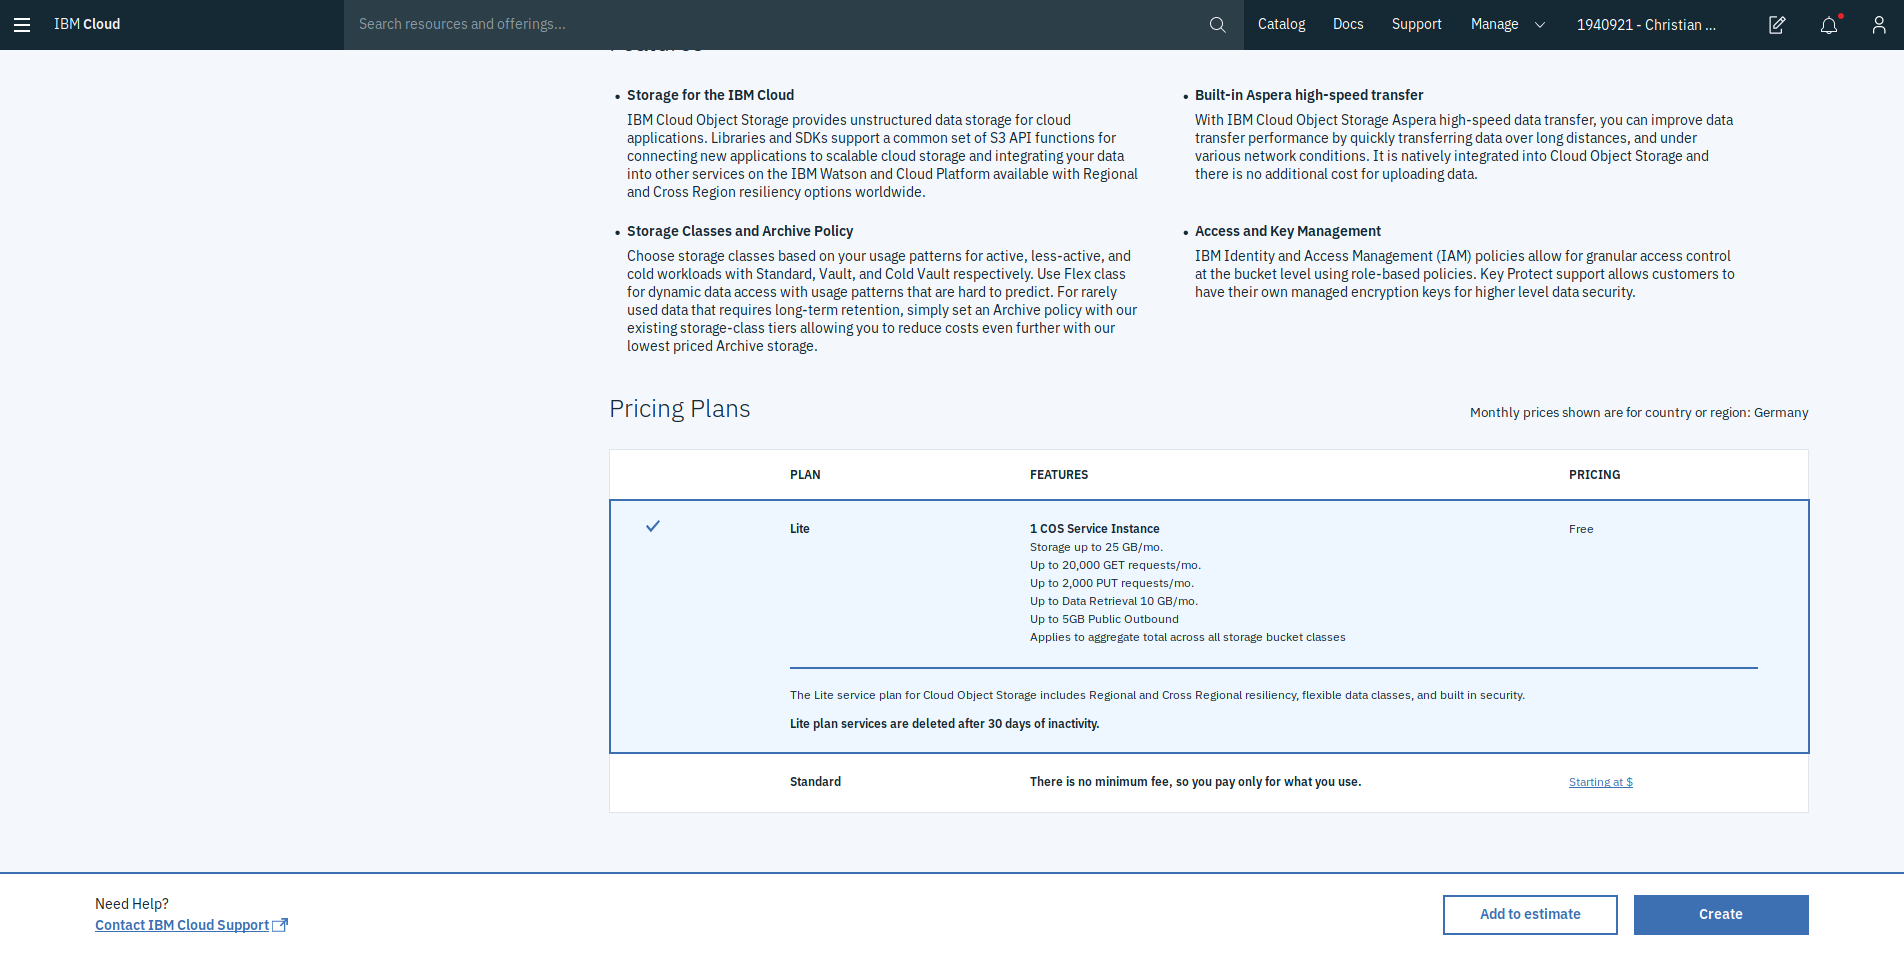 IBM Cloud
Search resources and offerings...
Catalog
Docs
Support
Manage
1940921 - Christian ...
Features
Storage for the IBM Cloud
IBM Cloud Object Storage provides unstructured data storage for cloud
applications. Libraries and SDKs support a common set of S3 API functions for
connecting new applications to scalable cloud storage and integrating your data
into other services on the IBM Watson and Cloud Platform available with Regional
and Cross Region resiliency options worldwide.
Built-in Aspera high-speed transfer
With IBM Cloud Object Storage Aspera high-speed data transfer, you can improve data
transfer performance by quickly transferring data over long distances, and under
various network conditions. It is natively integrated into Cloud Object Storage and
there is no additional cost for uploading data.
Storage Classes and Archive Policy
Choose storage classes based on your usage patterns for active, less-active, and
cold workloads with Standard, Vault, and Cold Vault respectively. Use Flex class
for dynamic data access with usage patterns that are hard to predict. For rarely
used data that requires long-term retention, simply set an Archive policy with our
existing storage-class tiers allowing you to reduce costs even further with our
lowest priced Archive storage.
Access and Key Management
IBM Identity and Access Management (IAM) policies allow for granular access control
at the bucket level using role-based policies. Key Protect support allows customers to
have their own managed encryption keys for higher level data security.
Pricing Plans
Monthly prices shown are for country or region: Germany
PLAN
FEATURES
PRICING
Lite
1 COS Service Instance
Free
Storage up to 25 GB/mo.
Up to 20,000 GET requests/mo.
Up to 2,000 PUT requests/mo.
Up to Data Retrieval 10 GB/mo.
Up to 5GB Public Outbound
Applies to aggregate total across all storage bucket classes
The Lite service plan for Cloud Object Storage includes Regional and Cross Regional resiliency, flexible data classes, and built in security.
Lite plan services are deleted after 30 days of inactivity.
Standard
There is no minimum fee, so you pay only for what you use.
Starting at $
Need Help?
Contact IBM Cloud Support
Add to estimate
Create